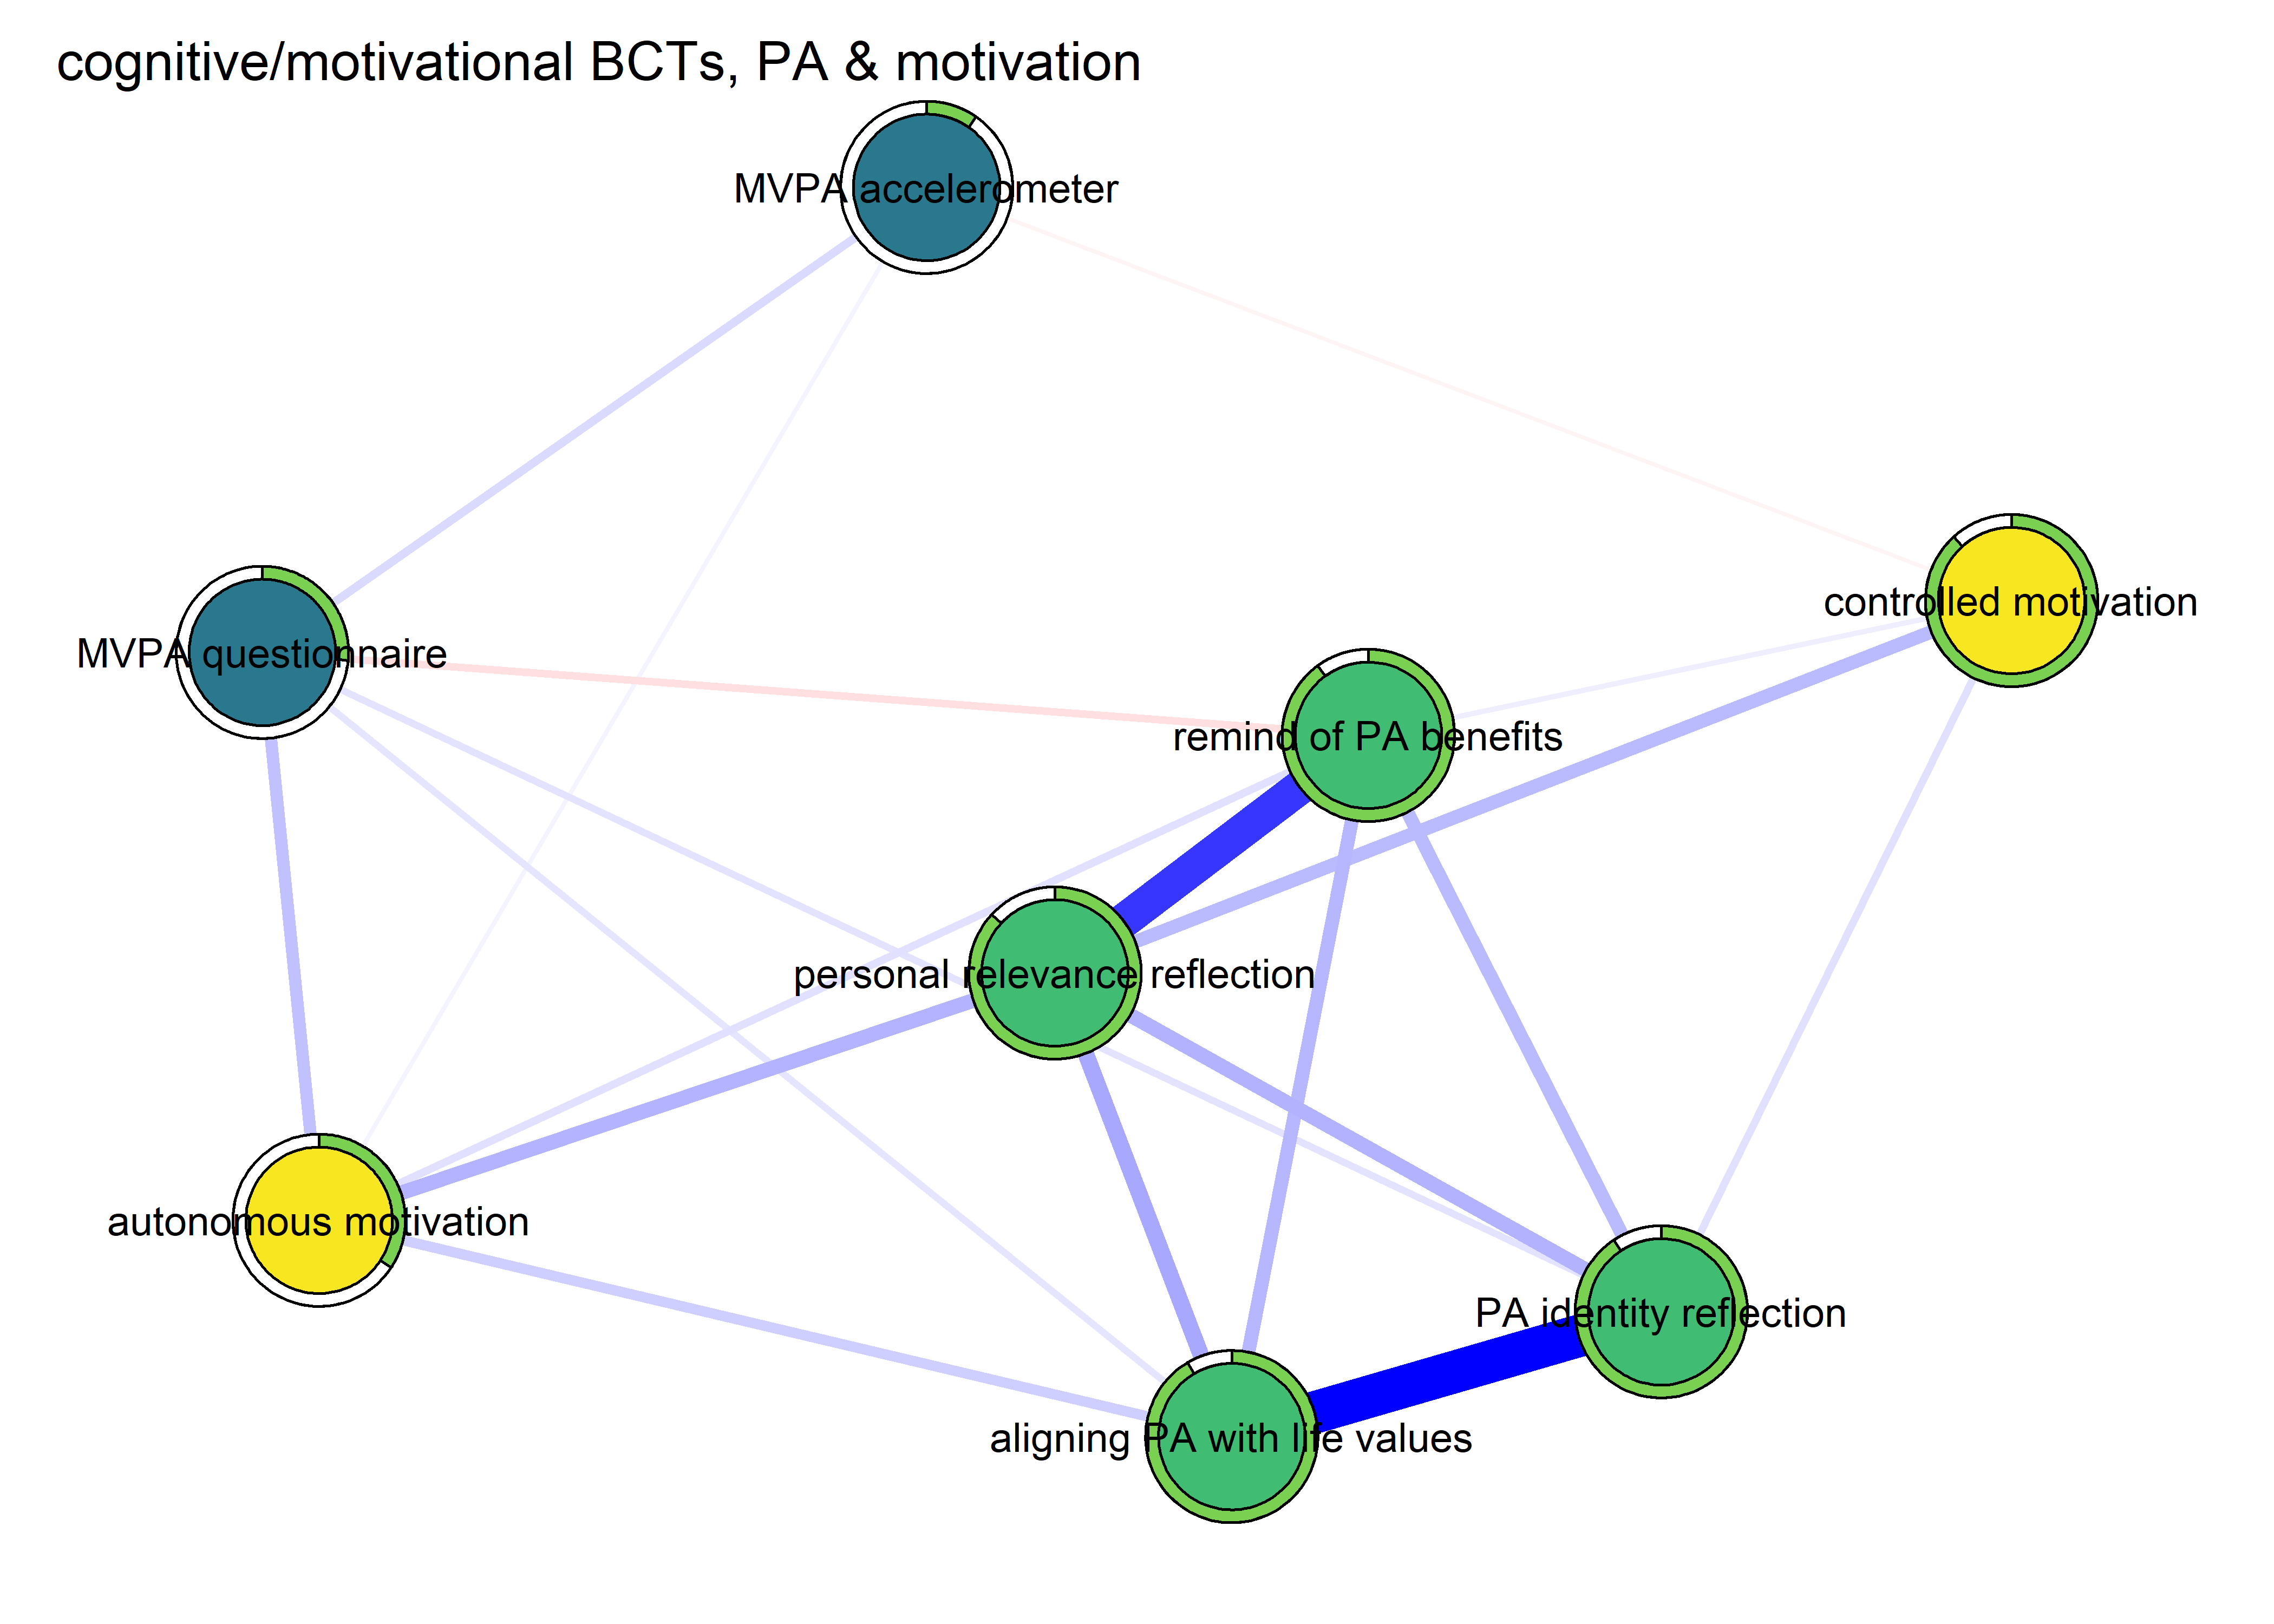 cognitive/motivational BCTs, PA & motivation
MVPA accelerometer
controlled motivation
MVPA questionnaire
remind of PA benefits
personal relevance reflection
autonomous motivation
PA identity reflection
aligning PA with life values